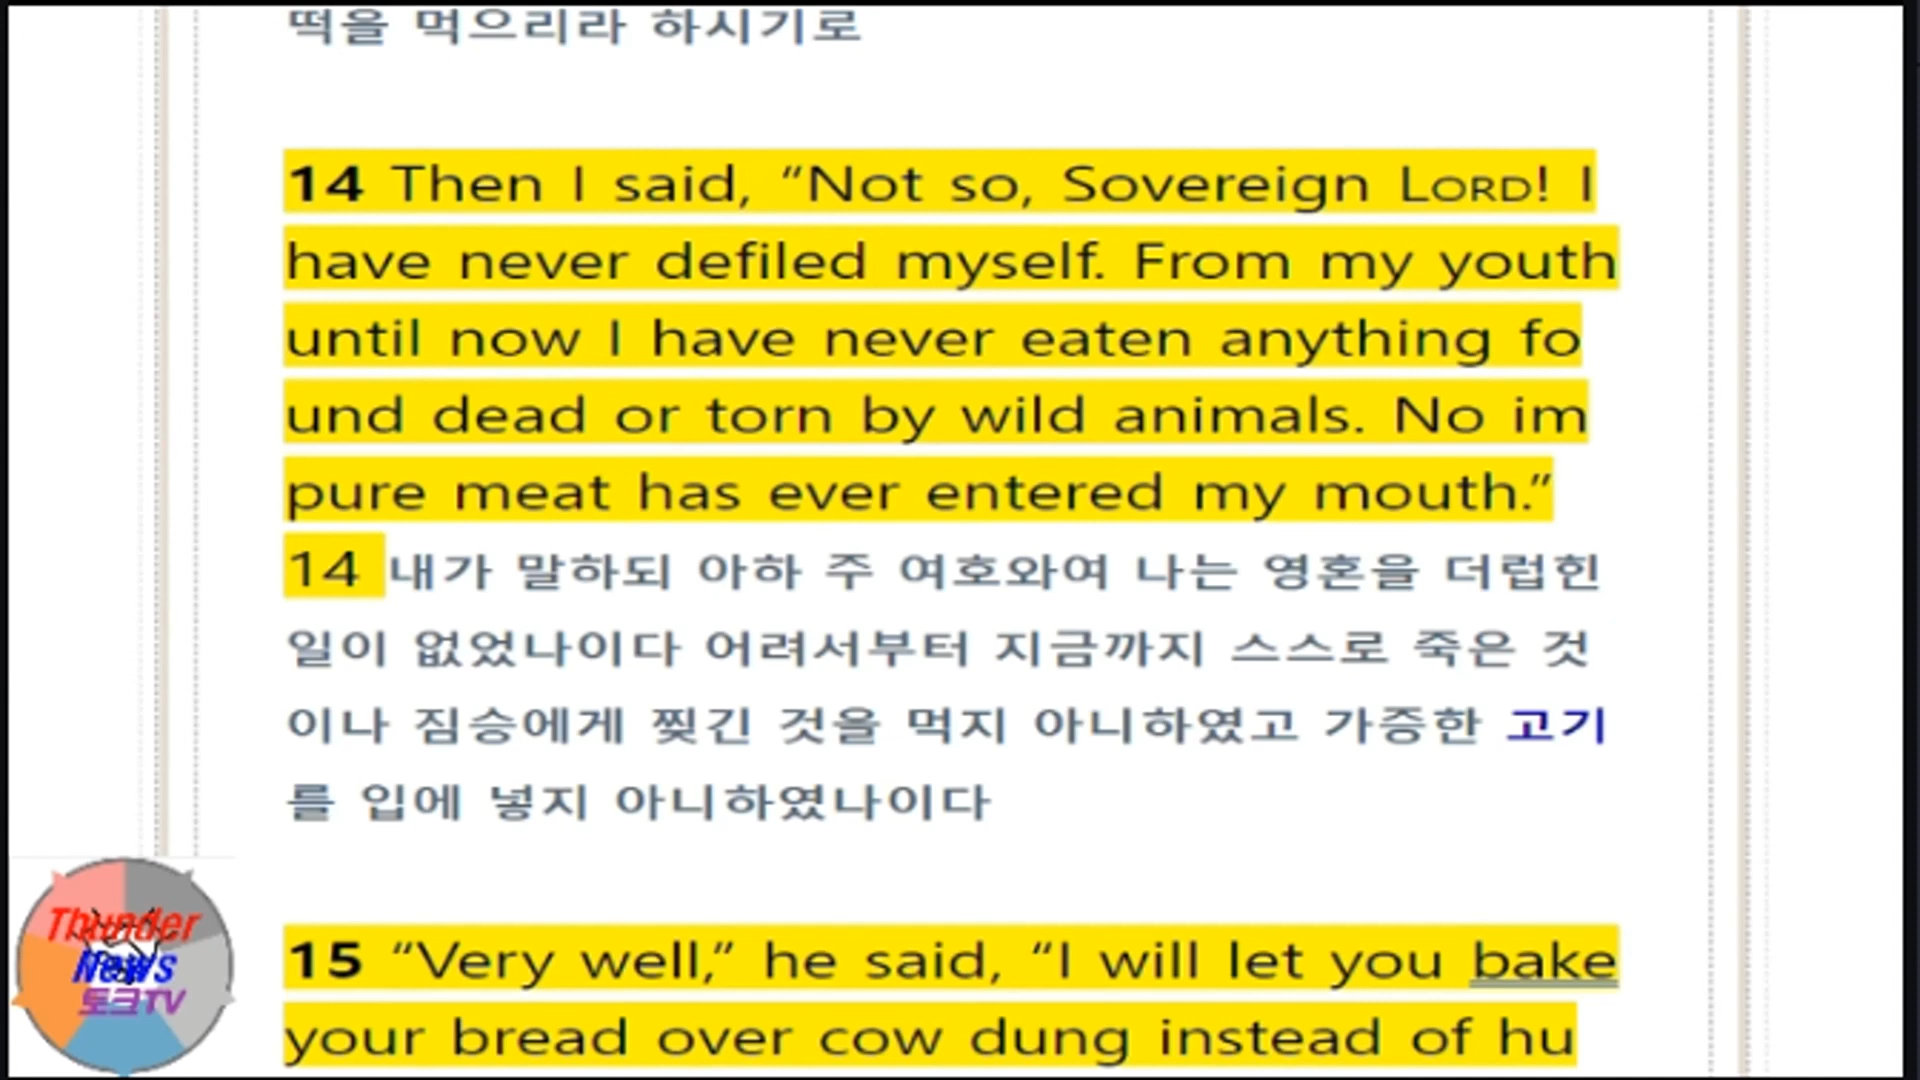 떡을 먹으리라 하시기로
14 Then I said, “Not so, Sovereign LORD! I
have never defiled myself. From my youth
until now I have never eaten anything fo
und dead or torn by wild animals. No im
pure meat has ever entered my mouth.”
14 내가 말하되 아하 주 여호와여 나는 영혼을 더럽힌
일이 없었나이다 어려서부터 지금까지 스스로 죽은 것
이나 짐승에게 찢긴 것을 먹지 아니하였고 가증한 고기
를 입에 넣지 아니하였나이다
15 “Very well,” he said, “I will let you bake
your bread over cow dung instead of hu
Thunder
News
토크TV